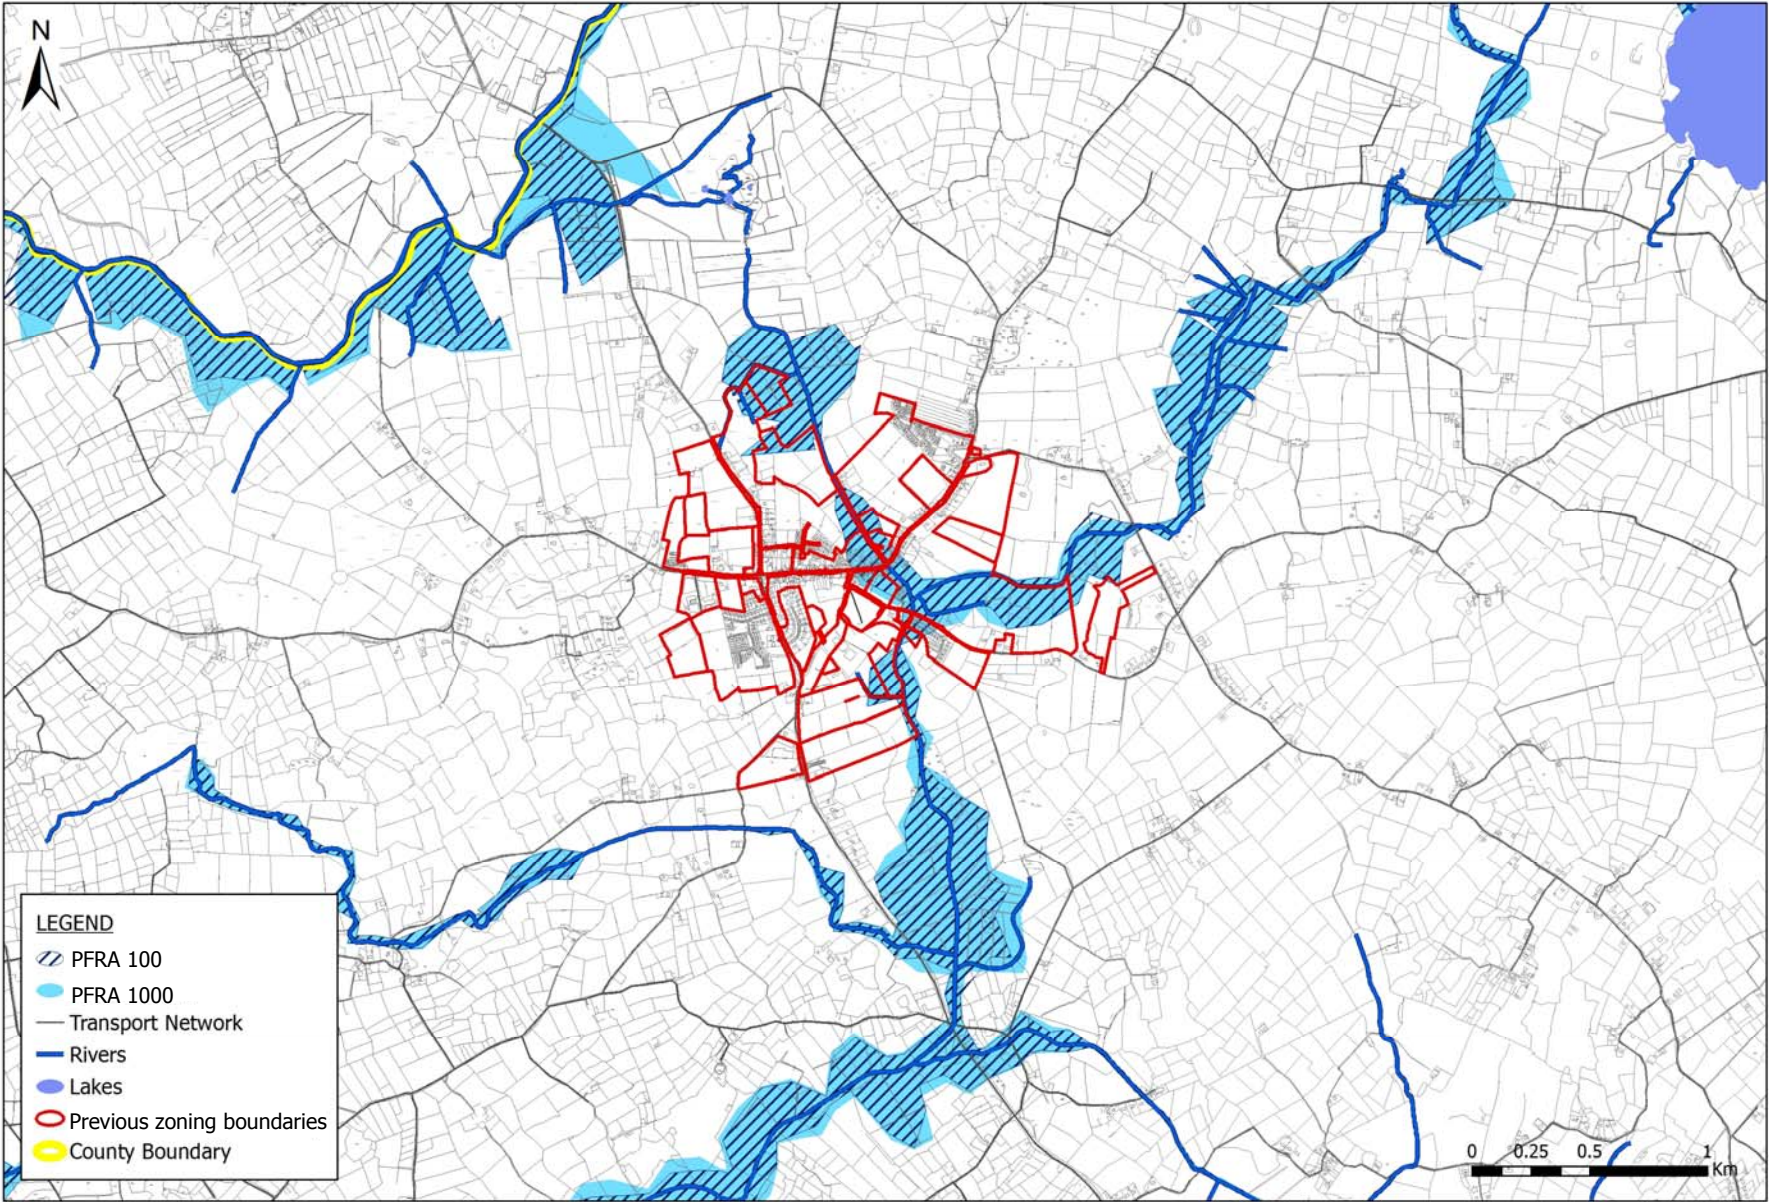 N
LEGEND
PFRA 100
PFRA 1000
Transport Network
Rivers
Lakes
Previous zoning boundaries
County Boundary
0 0.25 0.5 1
Km